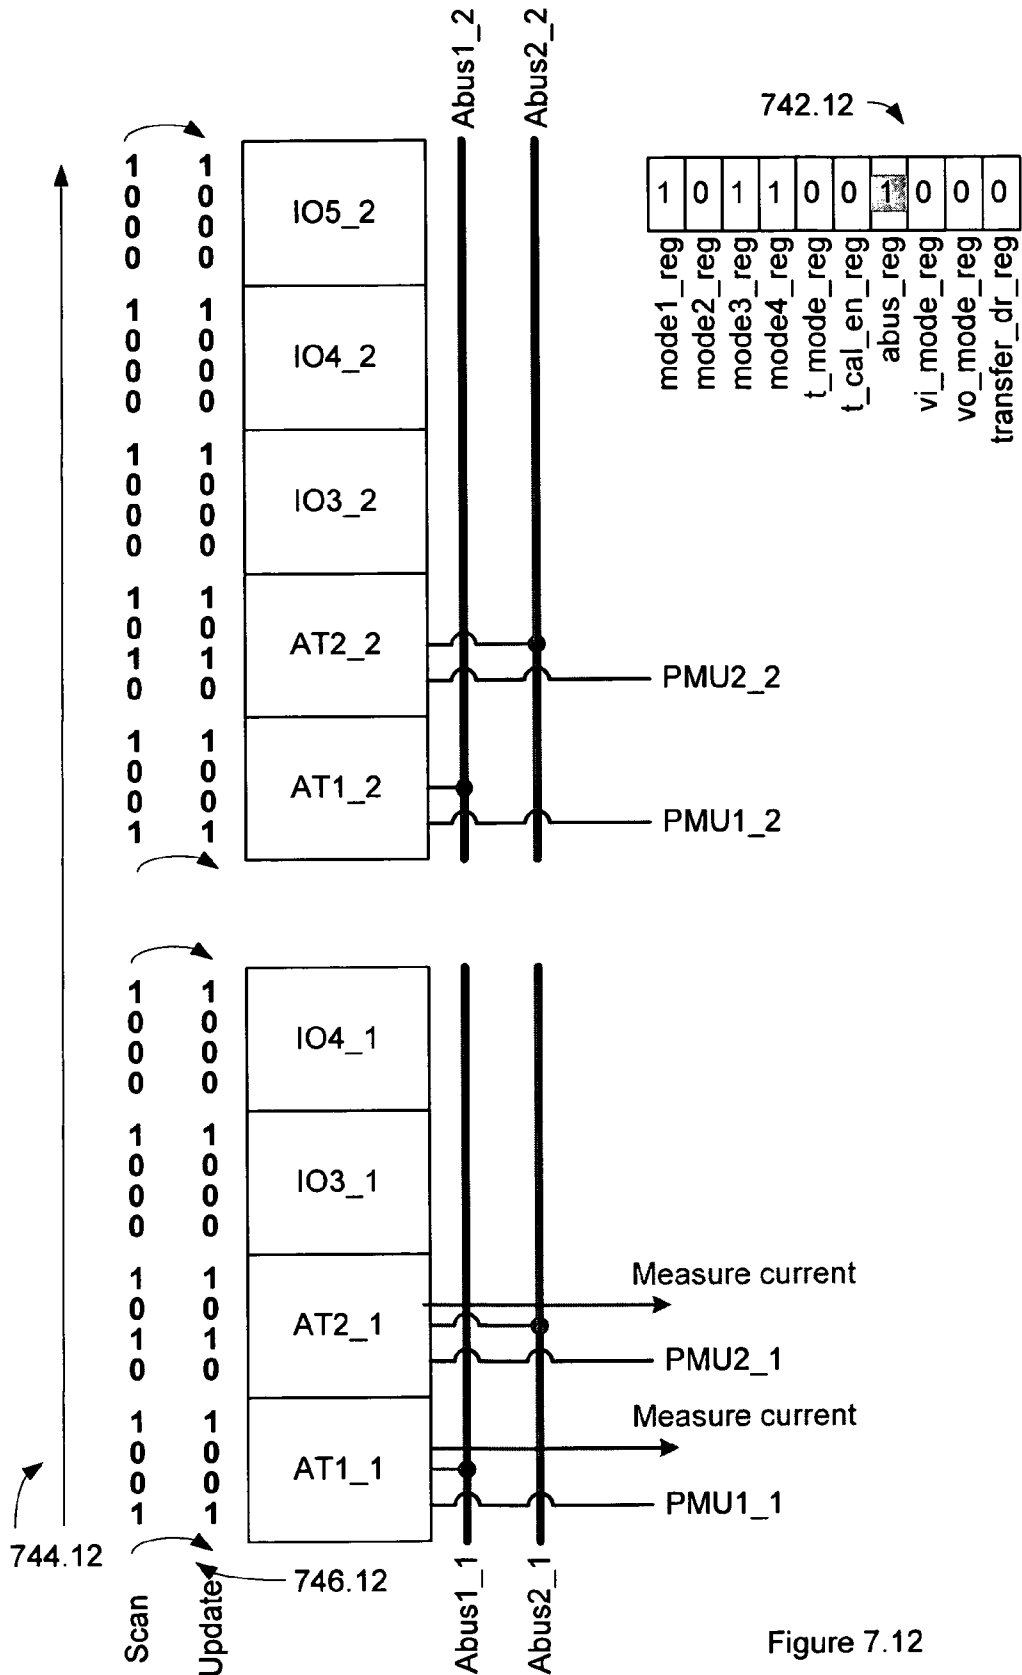 Abus1_2
Abus2_2
742.12
1 0 1 1 0 0 1 0 0 0
mode1_reg
mode2_reg
mode3_reg
mode4_reg
t_mode_reg
t_cal_en_reg
abus_reg
vi_mode_reg
vo_mode_reg
transfer_dr_reg
1 1
0 0
0 0
0 0
IO5_2
1 1
0 0
0 0
0 0
IO4_2
1 1
0 0
0 0
0 0
IO3_2
1 1
0 0
1 1
0 0
AT2_2
PMU2_2
1 1
0 0
0 0
1 1
AT1_2
PMU1_2
1 1
0 0
0 0
0 0
IO4_1
1 1
0 0
0 0
0 0
IO3_1
1 1
0 0
1 1
0 0
AT2_1
Measure current
PMU2_1
1 1
0 0
0 0
1 1
AT1_1
Measure current
PMU1_1
744.12
746.12
Scan
Update
Abus1_1
Abus2_1
Figure 7.12